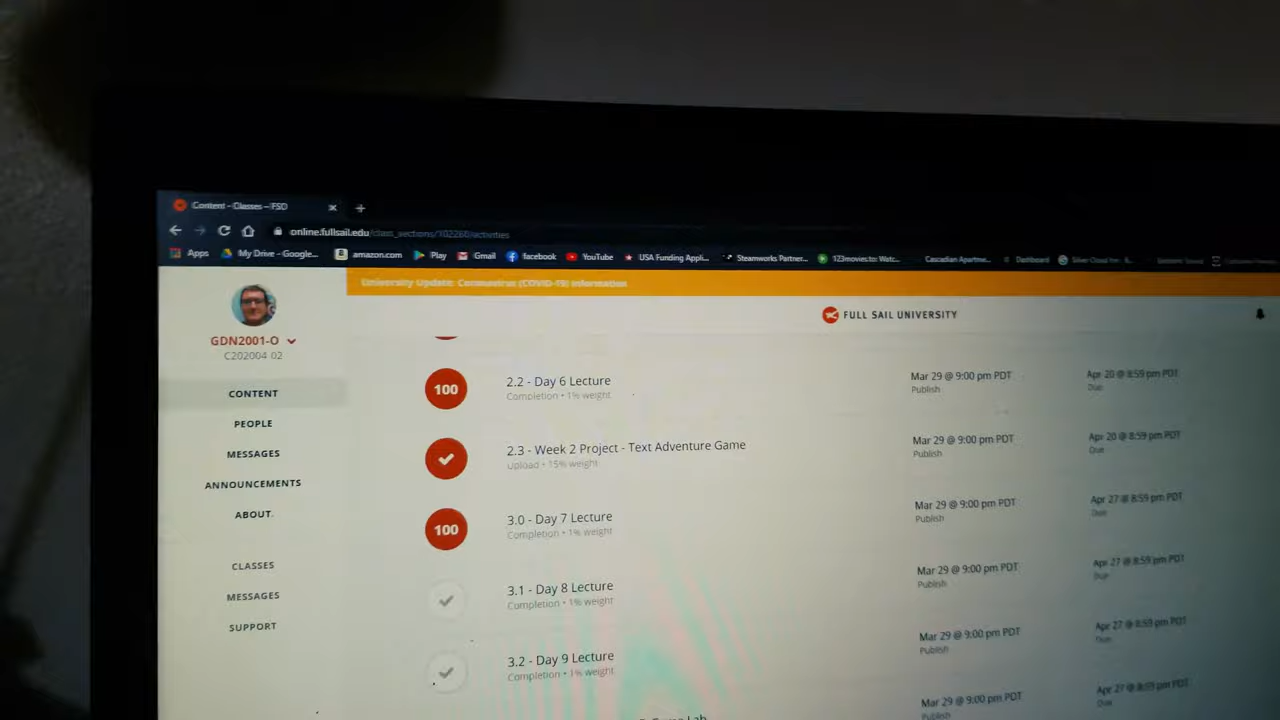 Content - Classes – FSO
online.fullsail.edu/class_sections/102260/activities
Apps My Drive - Google... amazon.com Play Gmail facebook YouTube USA Funding Appli... Steamworks Partner... 123movies.to: Watc... Cascadian Apartme... Dashboard
University Update: Coronavirus (COVID-19) Information
FULL SAIL UNIVERSITY
GDN2001-O
C202004 02
CONTENT
PEOPLE
MESSAGES
ANNOUNCEMENTS
ABOUT
CLASSES
MESSAGES
SUPPORT
100 2.2 - Day 6 Lecture Mar 29 @ 9:00 pm PDT Apr 20 @ 8:59 pm PDT
Completion • 1% weight Publish Due
2.3 - Week 2 Project - Text Adventure Game Mar 29 @ 9:00 pm PDT Apr 20 @ 8:59 pm PDT
Upload • 15% weight Publish Due
100 3.0 - Day 7 Lecture Mar 29 @ 9:00 pm PDT Apr 27 @ 8:59 pm PDT
Completion • 1% weight Publish Due
3.1 - Day 8 Lecture Mar 29 @ 9:00 pm PDT Apr 27 @ 8:59 pm PDT
Completion • 1% weight Publish Due
3.2 - Day 9 Lecture Mar 29 @ 9:00 pm PDT Apr 27 @ 8:59 pm PDT
Completion • 1% weight Publish Due
Mar 29 @ 9:00 pm PDT Apr 27 @ 8:59 pm PDT
Publish Due